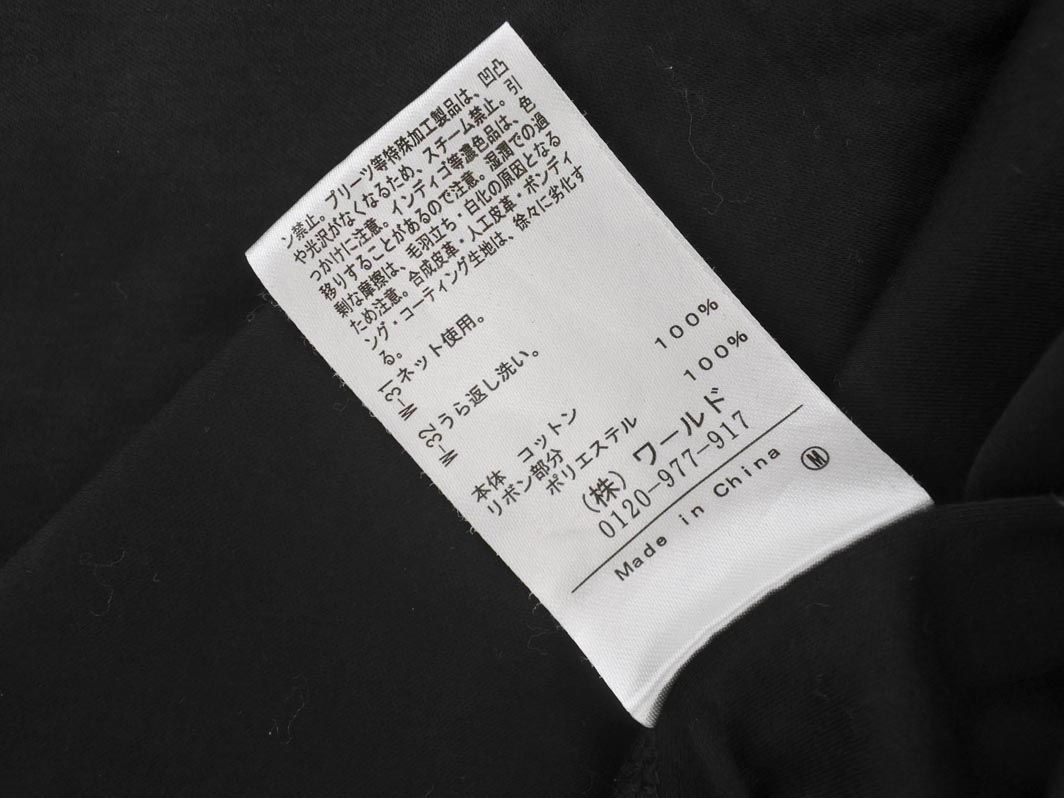 ン禁止。プリーツ等特殊加工製品は、凹凸
や光沢がなくなるため、スチーム禁止。引
っかけに注意。インディゴ等濃色品は、色
移りすることがあるので注意。湿潤での過
剰な摩擦は、毛羽立ち・白化の原因となる
ため注意。合成皮革・人工皮革・ボンディ
ング・コーティング生地は、徐々に劣化す
る。
W-31ネット使用。
W-32うら返し洗い。
本体 コットン 100%
リボン部分
ポリエステル 100%
(株)ワールド
0120-977-917
Made in China Ⓜ